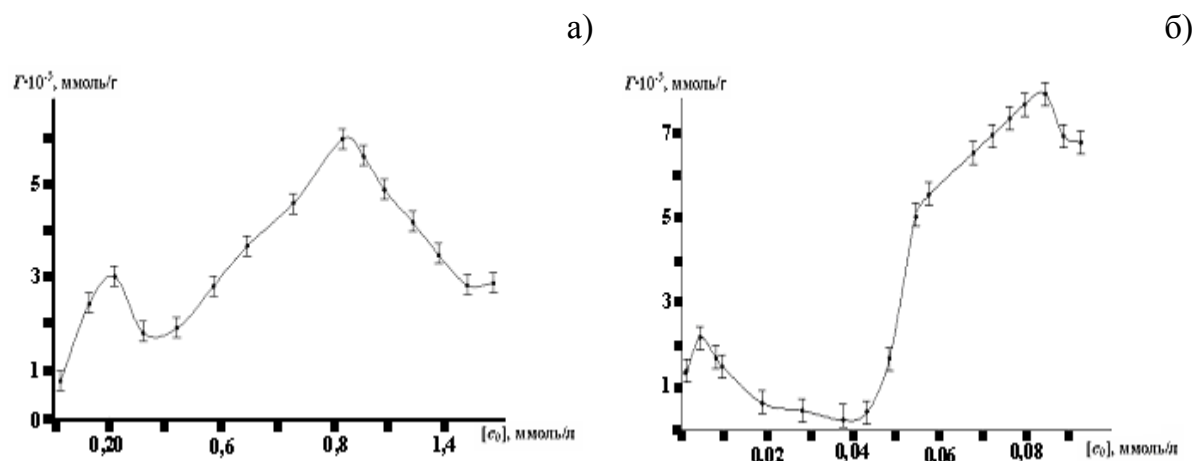 а)
б)
Г·10⁻⁵, ммоль/г
5
3
1
0
0,20
0,6
0,8
1,4
[c₀], ммоль/л
Г·10⁻⁵, ммоль/г
7
5
3
1
0,02
0,04
0,06
0,08
[c₀], ммоль/л